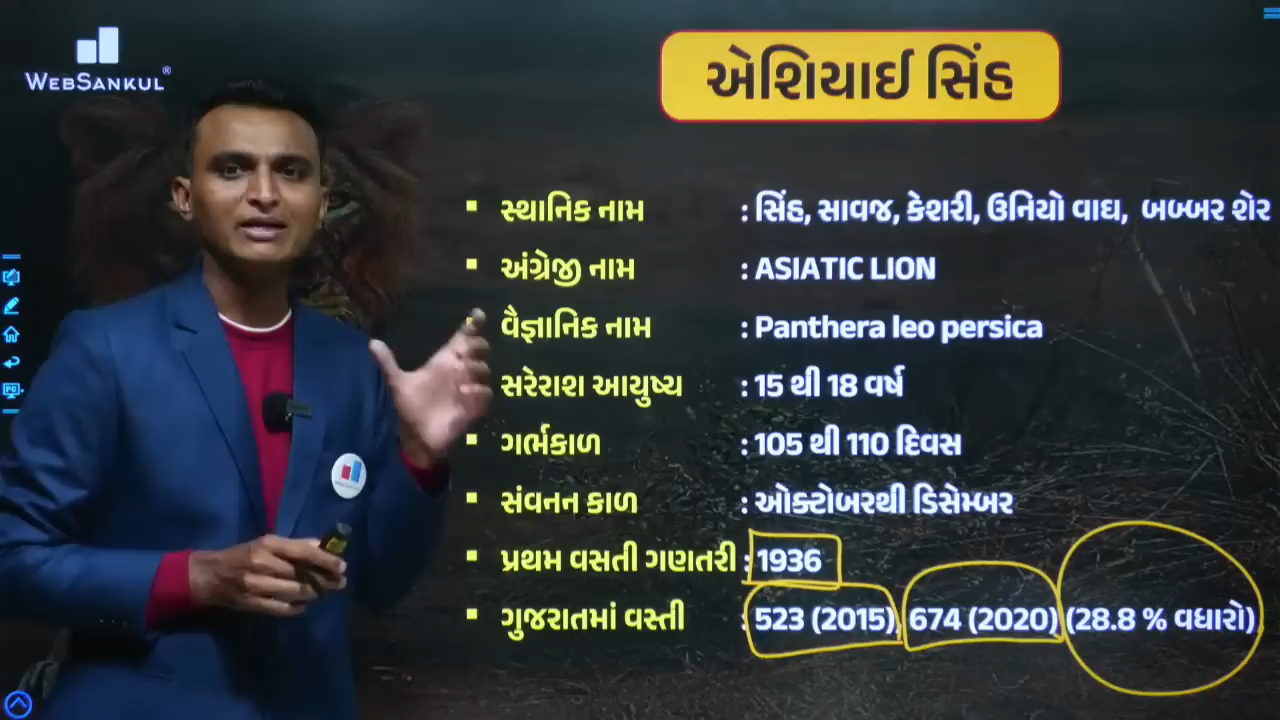 WEBSANKUL®
એશિયાઈ સિંહ
▪ સ્થાનિક નામ : સિંહ, સાવજ, કેશરી, ઉનિયો વાઘ, બબ્બર શેર
▪ અંગ્રેજી નામ : ASIATIC LION
વૈજ્ઞાનિક નામ : Panthera leo persica
સરેરાશ આયુષ્ય : 15 થી 18 વર્ષ
▪ ગર્ભકાળ : 105 થી 110 દિવસ
▪ સંવનન કાળ : ઓક્ટોબરથી ડિસેમ્બર
▪ પ્રથમ વસતી ગણતરી : 1936
▪ ગુજરાતમાં વસ્તી : 523 (2015), 674 (2020) (28.8 % વધારો)